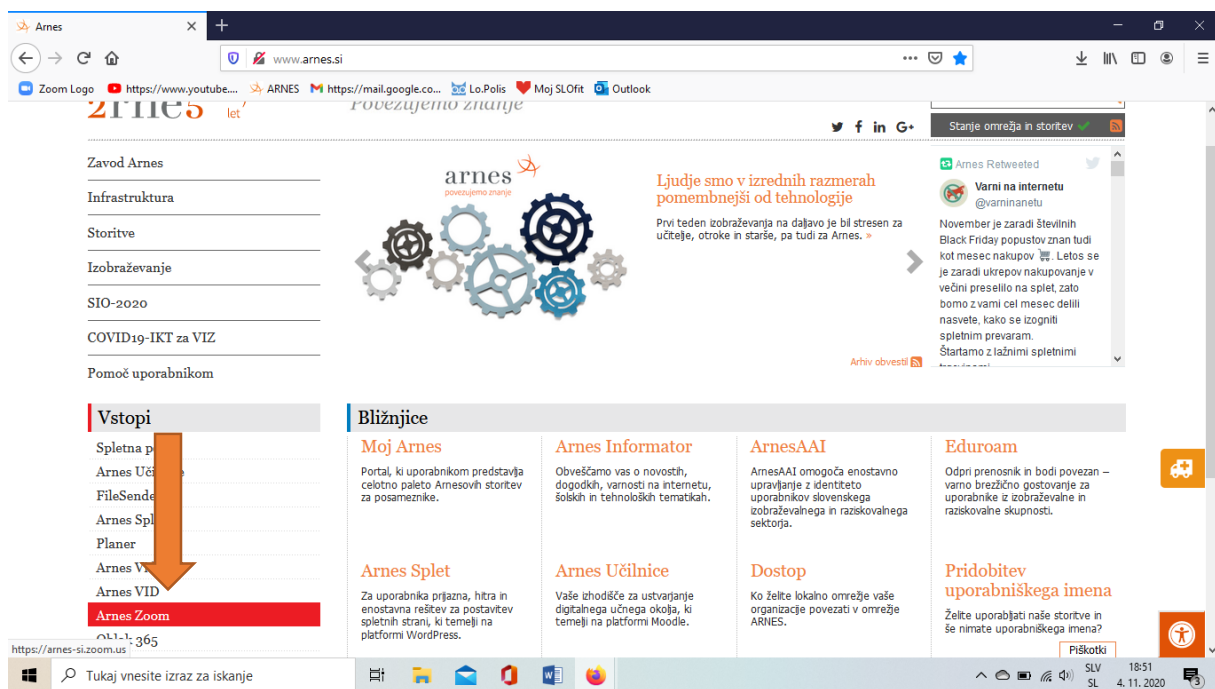 Arnes
www.arnes.si
Zoom Logo https://www.youtube.... ARNES https://mail.google.co... Lo.Polis Moj SLOfit Outlook
let
Povezujemo znanje
G+
Stanje omrežja in storitev
Zavod Arnes
Infrastruktura
Storitve
Izobraževanje
SIO-2020
COVID19-IKT za VIZ
Pomoč uporabnikom
arnes
povezujemo znanje
Ljudje smo v izrednih razmerah
pomembnejši od tehnologije
Prvi teden izobraževanja na daljavo je bil stresen za
učitelje, otroke in starše, pa tudi za Arnes. »
Arhiv obvestil
Arnes Retweeted
Varni na internetu
@varninanetu
November je zaradi številnih
Black Friday popustov znan tudi
kot mesec nakupov. Letos se
je zaradi ukrepov nakupovanje v
večini preselilo na splet, zato
bomo z vami cel mesec delili
nasvete, kako se izogniti
spletnim prevaram.
Štartamo z lažnimi spletnimi
Vstopi
Spletna
Arnes
Arnes
Planer
Arnes
Arnes VID
Arnes Zoom
365
Bližnjice
Moj Arnes
Portal, ki uporabnikom predstavlja
celotno paleto Arnesovih storitev
za posameznike.
Arnes Informator
Obveščamo vas o novostih,
dogodkih, varnosti na internetu,
šolskih in tehnoloških tematikah.
ArnesAAI
ArnesAAI omogoča enostavno
upravljanje z identiteto
uporabnikov slovenskega
izobraževalnega in raziskovalnega
sektorja.
Eduroam
Odpri prenosnik in bodi povezan –
varno brezžično gostovanje za
uporabnike iz izobraževalne in
raziskovalne skupnosti.
Arnes Splet
Za uporabnika prijazna, hitra in
enostavna rešitev za postavitev
spletnih strani, ki temelji na
platformi WordPress.
Arnes Učilnice
Vaše izhodišče za ustvarjanje
digitalnega učnega okolja, ki
temelji na platformi Moodle.
Dostop
Ko želite lokalno omrežje vaše
organizacije povezati v omrežje
ARNES.
Pridobitev
uporabniškega imena
Želite uporabljati naše storitve in
še nimate uporabniškega imena?
Piškotki
https://arnes-si.zoom.us
Tukaj vnesite izraz za iskanje
SLV
SL
18:51
4. 11. 2020
3